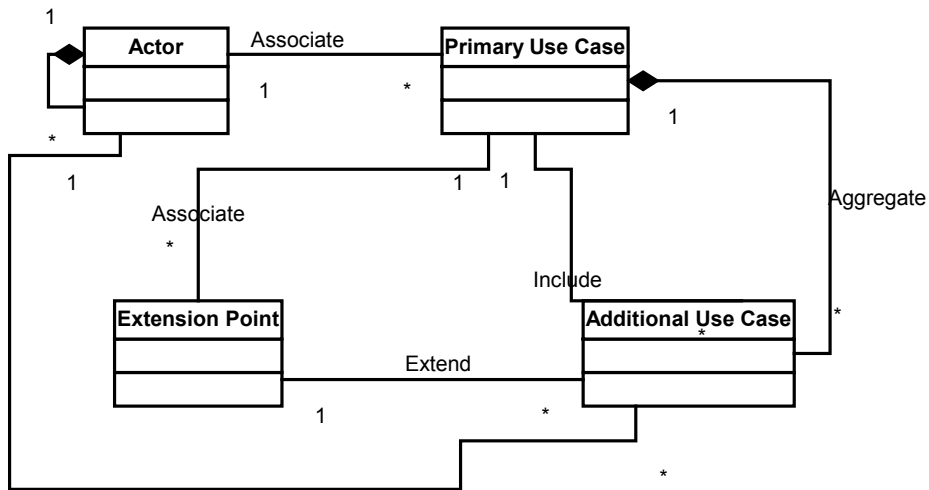 1
Actor
Associate
Primary Use Case
1
*
1
*
1
1
1
Aggregate
Associate
*
Include
*
Extension Point
Additional Use Case
*
Extend
1
*
*